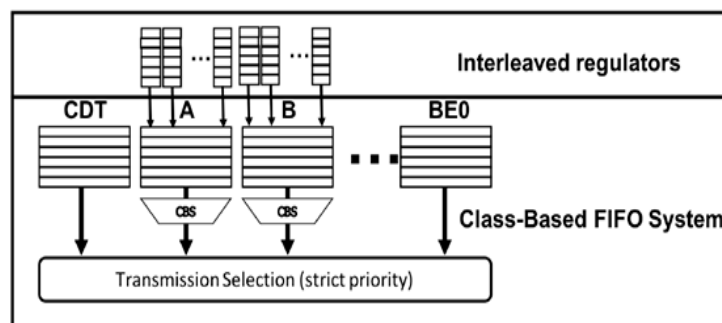 Interleaved regulators
CDT
A
B
BE0
CBS
CBS
Class-Based FIFO System
Transmission Selection (strict priority)